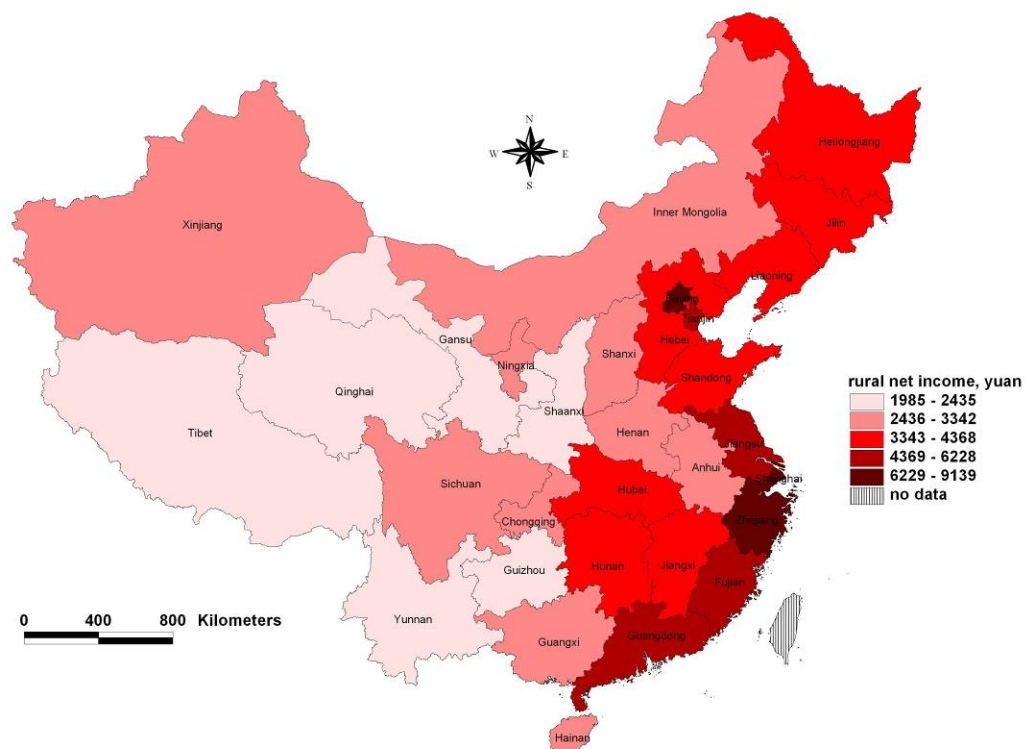 N
W E
S
Heilongjiang
Jilin
Liaoning
Inner Mongolia
Xinjiang
Beijing
Tianjin
Hebei
Gansu
Shanxi
Ningxia
Shandong
Qinghai
Shaanxi
Tibet
Henan
Jiangsu
Anhui
Shanghai
Sichuan
Hubei
Chongqing
Zhejiang
Guizhou
Hunan
Jiangxi
Fujian
Yunnan
Guangxi
Guangdong
Hainan
rural net income, yuan
1985 - 2435
2436 - 3342
3343 - 4368
4369 - 6228
6229 - 9139
no data
0 400 800 Kilometers